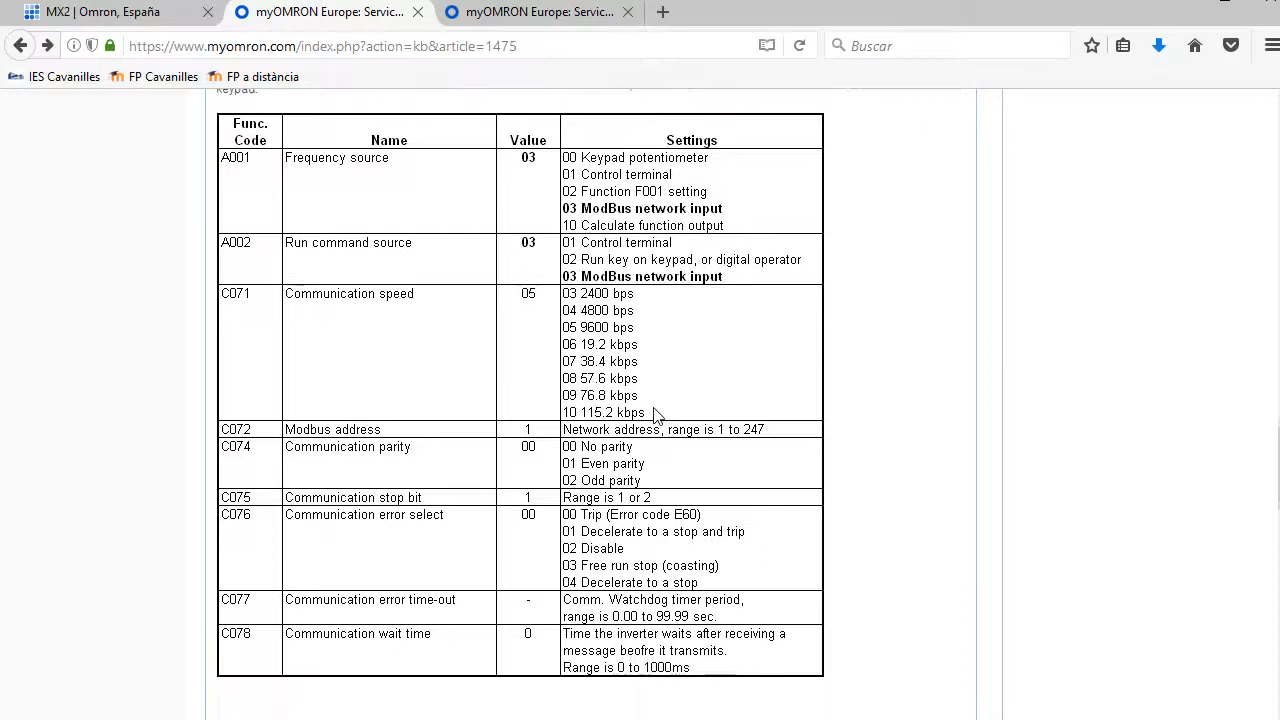 MX2 | Omron, España
myOMRON Europe: Servic...
myOMRON Europe: Servic...
https://www.myomron.com/index.php?action=kb&article=1475
Buscar
IES Cavanilles
FP Cavanilles
FP a distància
keypad.
Func. Code Name Value Settings
A001 Frequency source 03 00 Keypad potentiometer
01 Control terminal
02 Function F001 setting
03 ModBus network input
10 Calculate function output
A002 Run command source 03 01 Control terminal
02 Run key on keypad, or digital operator
03 ModBus network input
C071 Communication speed 05 03 2400 bps
04 4800 bps
05 9600 bps
06 19.2 kbps
07 38.4 kbps
08 57.6 kbps
09 76.8 kbps
10 115.2 kbps
C072 Modbus address 1 Network address, range is 1 to 247
C074 Communication parity 00 00 No parity
01 Even parity
02 Odd parity
C075 Communication stop bit 1 Range is 1 or 2
C076 Communication error select 00 00 Trip (Error code E60)
01 Decelerate to a stop and trip
02 Disable
03 Free run stop (coasting)
04 Decelerate to a stop
C077 Communication error time-out - Comm. Watchdog timer period,
range is 0.00 to 99.99 sec.
C078 Communication wait time 0 Time the inverter waits after receiving a
message beofre it transmits.
Range is 0 to 1000ms